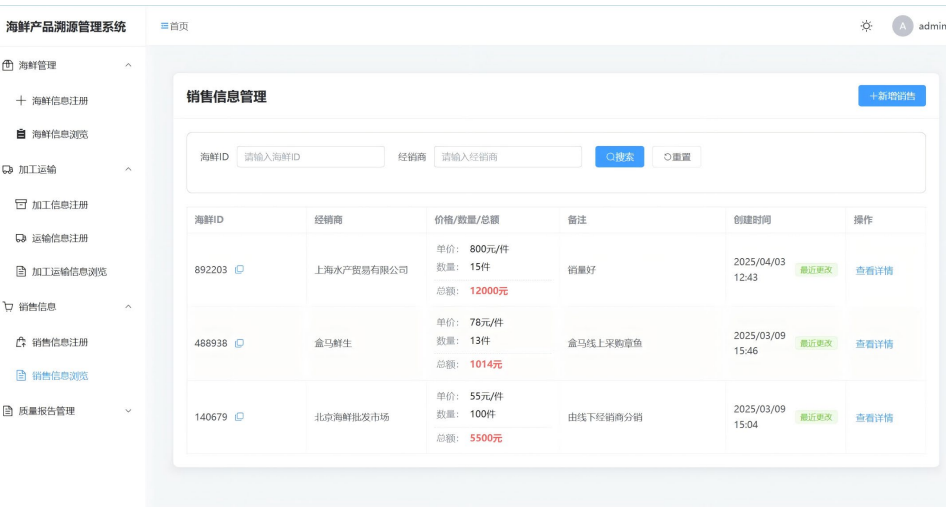 海鲜产品溯源管理系统
首页
A admin
海鲜管理
海鲜信息注册
海鲜信息浏览
加工运输
加工信息注册
运输信息注册
加工运输信息浏览
销售信息
销售信息注册
销售信息浏览
质量报告管理
销售信息管理
+新增销售
海鲜ID 请输入海鲜ID 经销商 请输入经销商 搜索 重置
海鲜ID 经销商 价格/数量/总额 备注 创建时间 操作
892203 上海水产贸易有限公司 单价: 800元/件 销量好 2025/04/03 最近更改 查看详情
数量: 15件 12:43
总额: 12000元
488938 盒马鲜生 单价: 78元/件 盒马线上采购章鱼 2025/03/09 最近更改 查看详情
数量: 13件 15:46
总额: 1014元
140679 北京海鲜批发市场 单价: 55元/件 由线下经销商分销 2025/03/09 最近更改 查看详情
数量: 100件 15:04
总额: 5500元